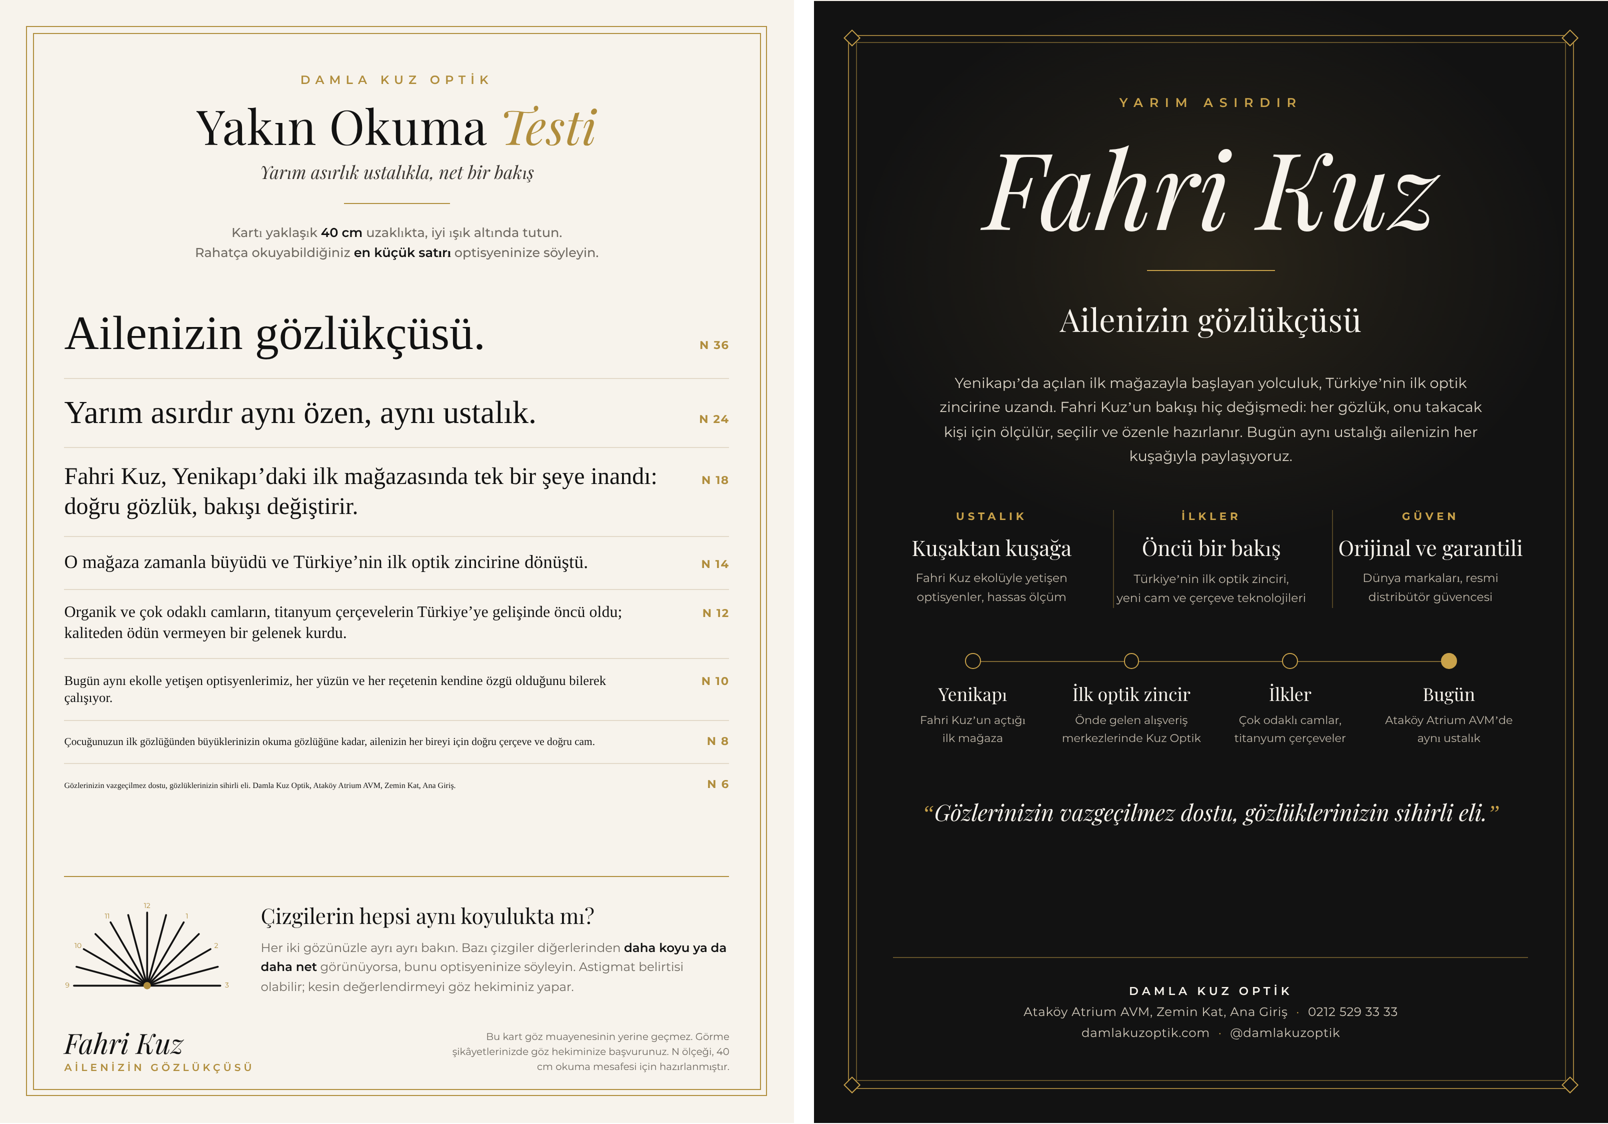 DAMLA KUZ OPTİK
Yakın Okuma Testi
Yarım asırlık ustalıkla, net bir bakış
Kartı yaklaşık 40 cm uzaklıkta, iyi ışık altında tutun.
Rahatça okuyabildiğiniz en küçük satırı optisyeninize söyleyin.
Ailenizin gözlükçüsü.
N 36
Yarım asırdır aynı özen, aynı ustalık.
N 24
Fahri Kuz, Yenikapı’daki ilk mağazasında tek bir şeye inandı:
N 18
doğru gözlük, bakışı değiştirir.
O mağaza zamanla büyüdü ve Türkiye’nin ilk optik zincirine dönüştü.
N 14
Organik ve çok odaklı camların, titanyum çerçevelerin Türkiye’ye gelişinde öncü oldu;
N 12
kaliteden ödün vermeyen bir gelenek kurdu.
Bugün aynı ekolle yetişen optisyenlerimiz, her yüzün ve her reçetenin kendine özgü olduğunu bilerek
N 10
çalışıyor.
Çocuğunuzun ilk gözlüğünden büyüklerinizin okuma gözlüğüne kadar, ailenizin her bireyi için doğru çerçeve ve doğru cam.
N 8
Gözlerinizin vazgeçilmez dostu, gözlüklerinizin sihirli eli. Damla Kuz Optik, Ataköy Atrium AVM, Zemin Kat, Ana Giriş.
N 6
9
10
11
12
1
2
3
Çizgilerin hepsi aynı koyulukta mı?
Her iki gözünüzle ayrı ayrı bakın. Bazı çizgiler diğerlerinden daha koyu ya da
daha net görünüyorsa, bunu optisyeninize söyleyin. Astigmat belirtisi
olabilir; kesin değerlendirmeyi göz hekiminiz yapar.
Fahri Kuz
AİLENİZİN GÖZLÜKÇÜSÜ
Bu kart göz muayenesinin yerine geçmez. Görme
şikâyetlerinizde göz hekiminize başvurunuz. N ölçeği, 40
cm okuma mesafesi için hazırlanmıştır.
YARIM ASIRDIR
Fahri Kuz
Ailenizin gözlükçüsü
Yenikapı’da açılan ilk mağazayla başlayan yolculuk, Türkiye’nin ilk optik
zincirine uzandı. Fahri Kuz’un bakışı hiç değişmedi: her gözlük, onu takacak
kişi için ölçülür, seçilir ve özenle hazırlanır. Bugün aynı ustalığı ailenizin her
kuşağıyla paylaşıyoruz.
USTALIK
Kuşaktan kuşağa
Fahri Kuz ekolüyle yetişen
optisyenler, hassas ölçüm
İLKLER
Öncü bir bakış
Türkiye’nin ilk optik zinciri,
yeni cam ve çerçeve teknolojileri
GÜVEN
Orijinal ve garantili
Dünya markaları, resmi
distribütör güvencesi
Yenikapı
Fahri Kuz’un açtığı
ilk mağaza
İlk optik zincir
Önde gelen alışveriş
merkezlerinde Kuz Optik
İlkler
Çok odaklı camlar,
titanyum çerçeveler
Bugün
Ataköy Atrium AVM’de
aynı ustalık
“Gözlerinizin vazgeçilmez dostu, gözlüklerinizin sihirli eli.”
DAMLA KUZ OPTİK
Ataköy Atrium AVM, Zemin Kat, Ana Giriş · 0212 529 33 33
damlakuzoptik.com · @damlakuzoptik